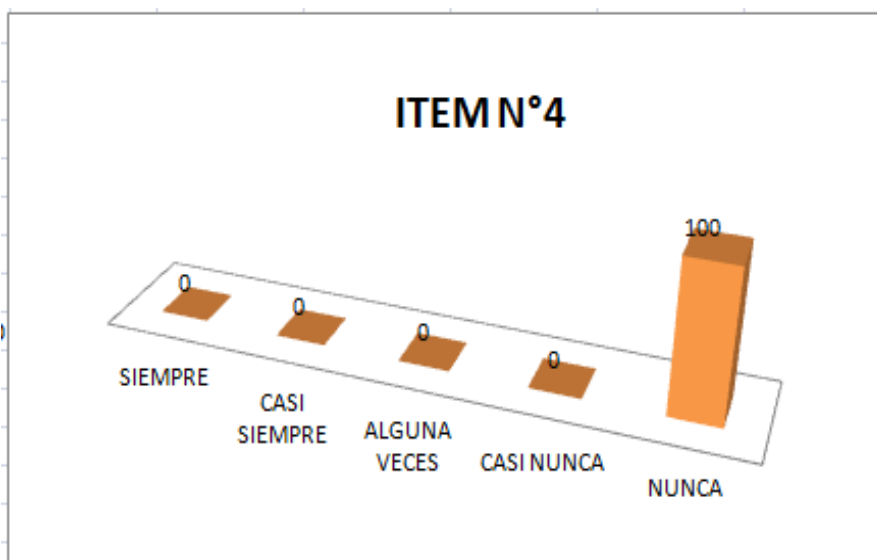 ITEM N°4
100
0
0
0
0
SIEMPRE
CASI
SIEMPRE
ALGUNA
VECES
CASI NUNCA
NUNCA